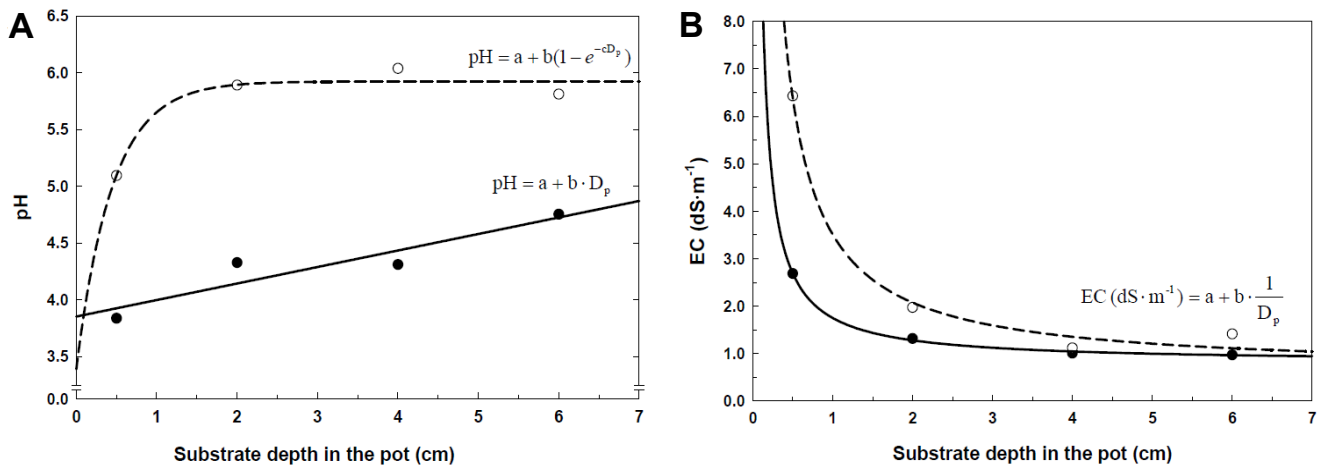 A
6.5
6.0
5.5
5.0
4.5
4.0
3.5
0.0
pH
pH = a + b(1 − e^{−cD_p})
pH = a + b · D_p
0 1 2 3 4 5 6 7
Substrate depth in the pot (cm)
B
8.0
7.0
6.0
5.0
4.0
3.0
2.0
1.0
0.0
EC (dS·m⁻¹)
EC (dS · m⁻¹) = a + b · 1/D_p
0 1 2 3 4 5 6 7
Substrate depth in the pot (cm)